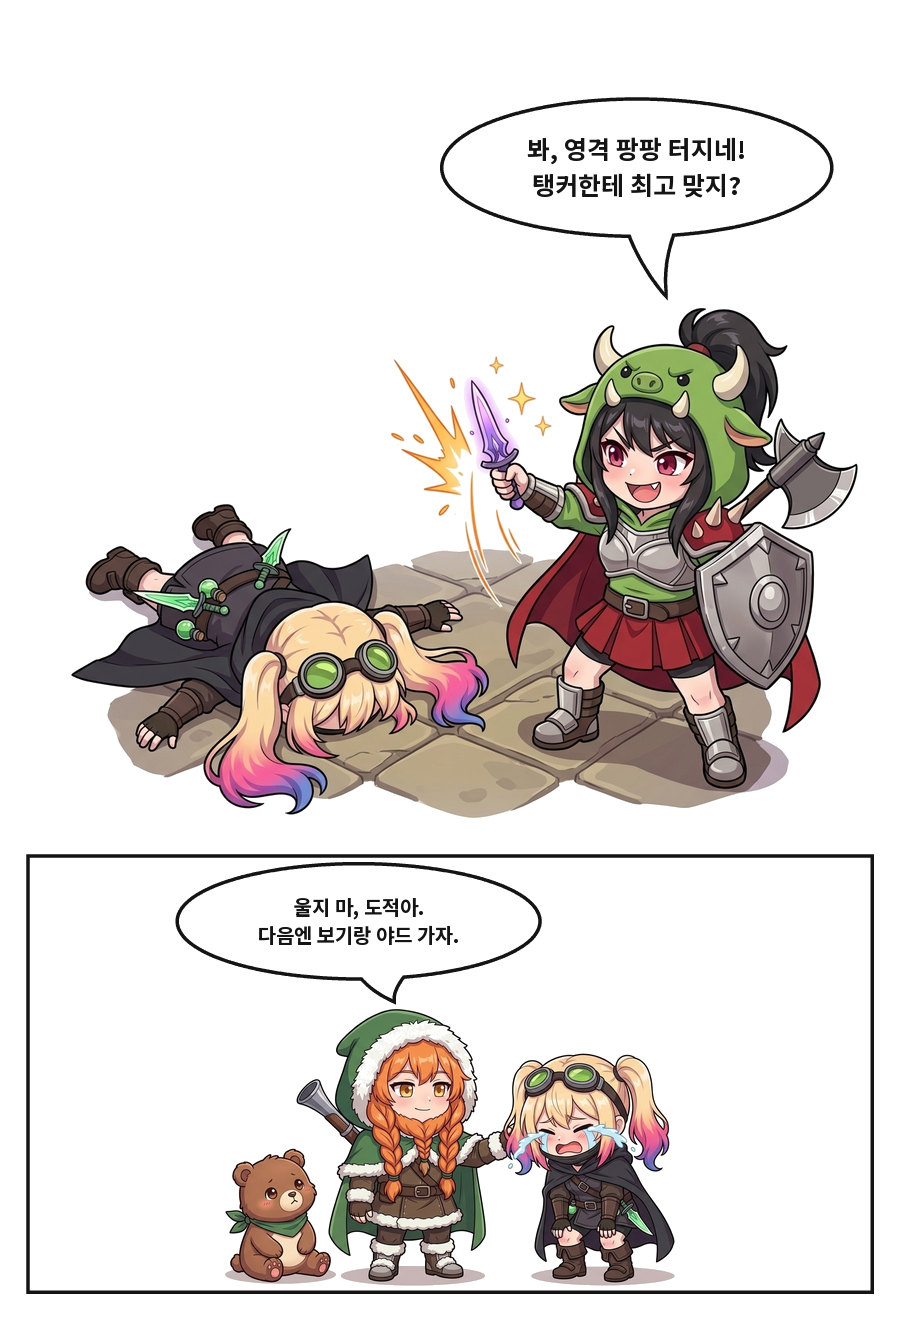 봐, 영격 팡팡 터지네!
탱커한테 최고 맞지?
울지 마, 도적아.
다음엔 보기랑 야드 가자.